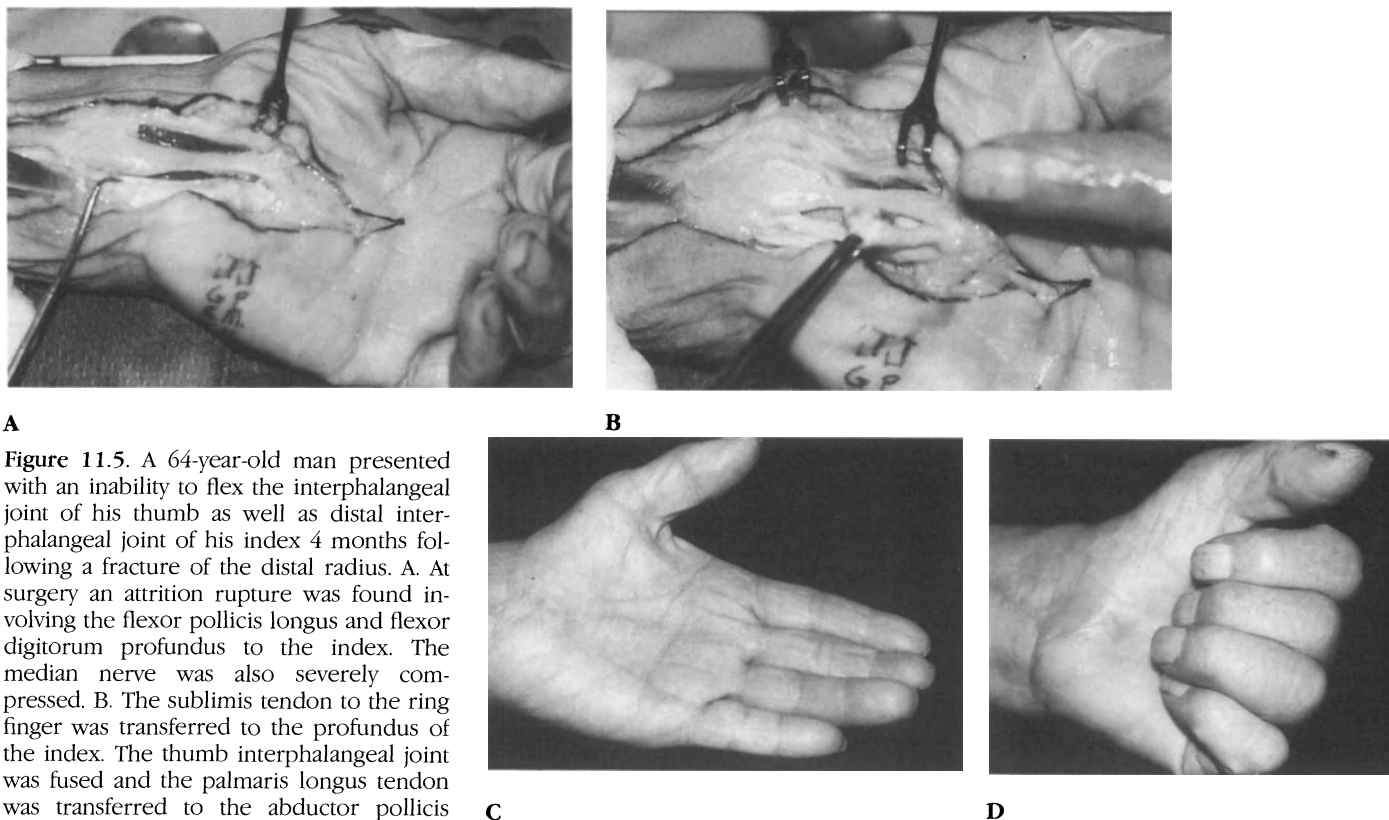 A
B
Figure 11.5. A 64-year-old man presented
with an inability to flex the interphalangeal
joint of his thumb as well as distal inter-
phalangeal joint of his index 4 months fol-
lowing a fracture of the distal radius. A. At
surgery an attrition rupture was found in-
volving the flexor pollicis longus and flexor
digitorum profundus to the index. The
median nerve was also severely com-
pressed. B. The sublimis tendon to the ring
finger was transferred to the profundus of
the index. The thumb interphalangeal joint
was fused and the palmaris longus tendon
was transferred to the abductor pollicis
C
D